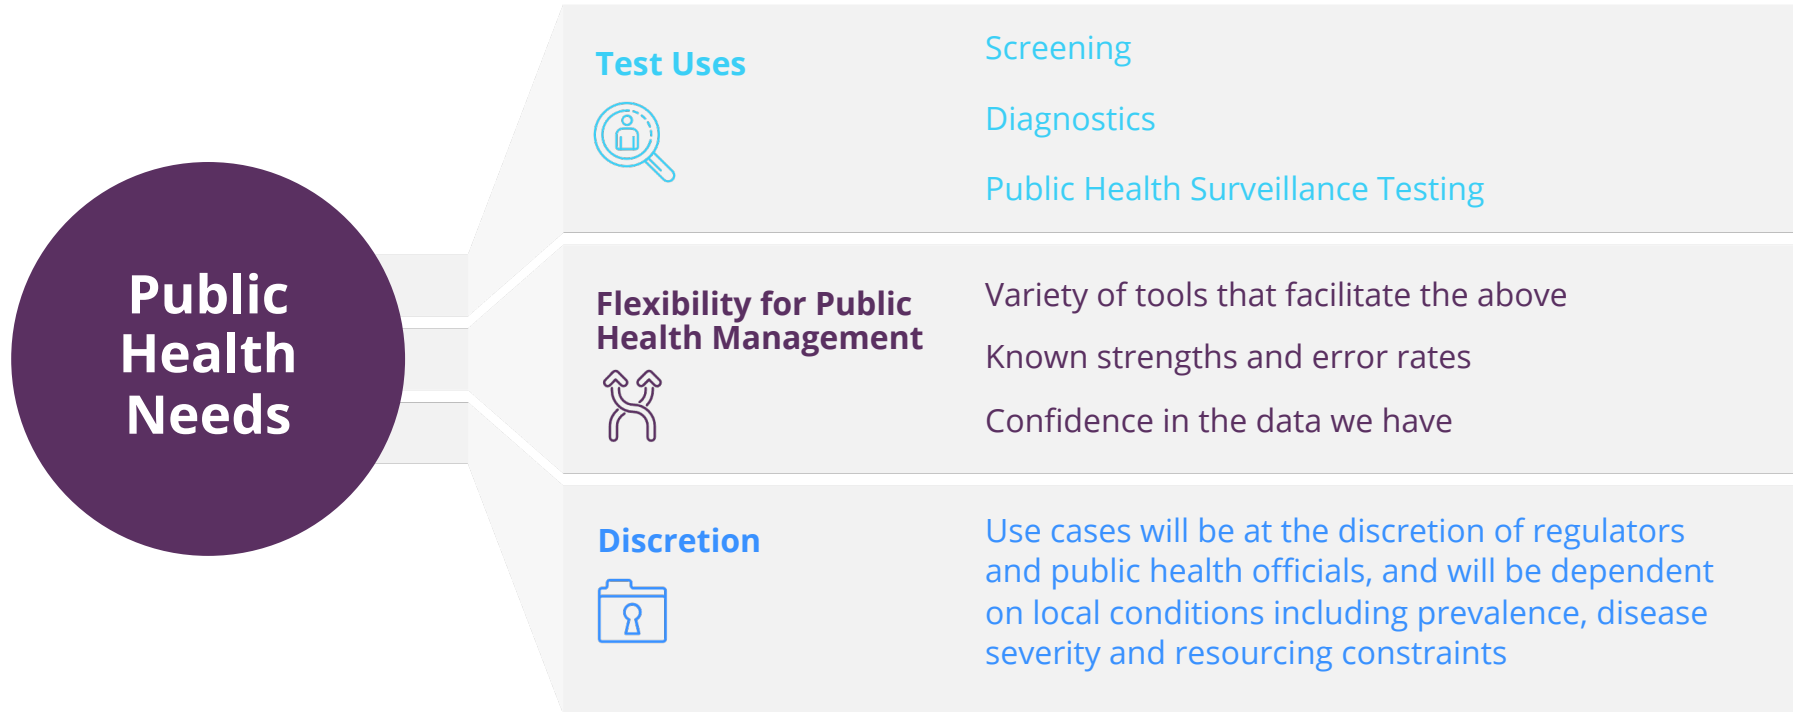 Public
Health
Needs
Test Uses
Screening
Diagnostics
Public Health Surveillance Testing
Flexibility for Public
Health Management
Variety of tools that facilitate the above
Known strengths and error rates
Confidence in the data we have
Discretion
Use cases will be at the discretion of regulators
and public health officials, and will be dependent
on local conditions including prevalence, disease
severity and resourcing constraints